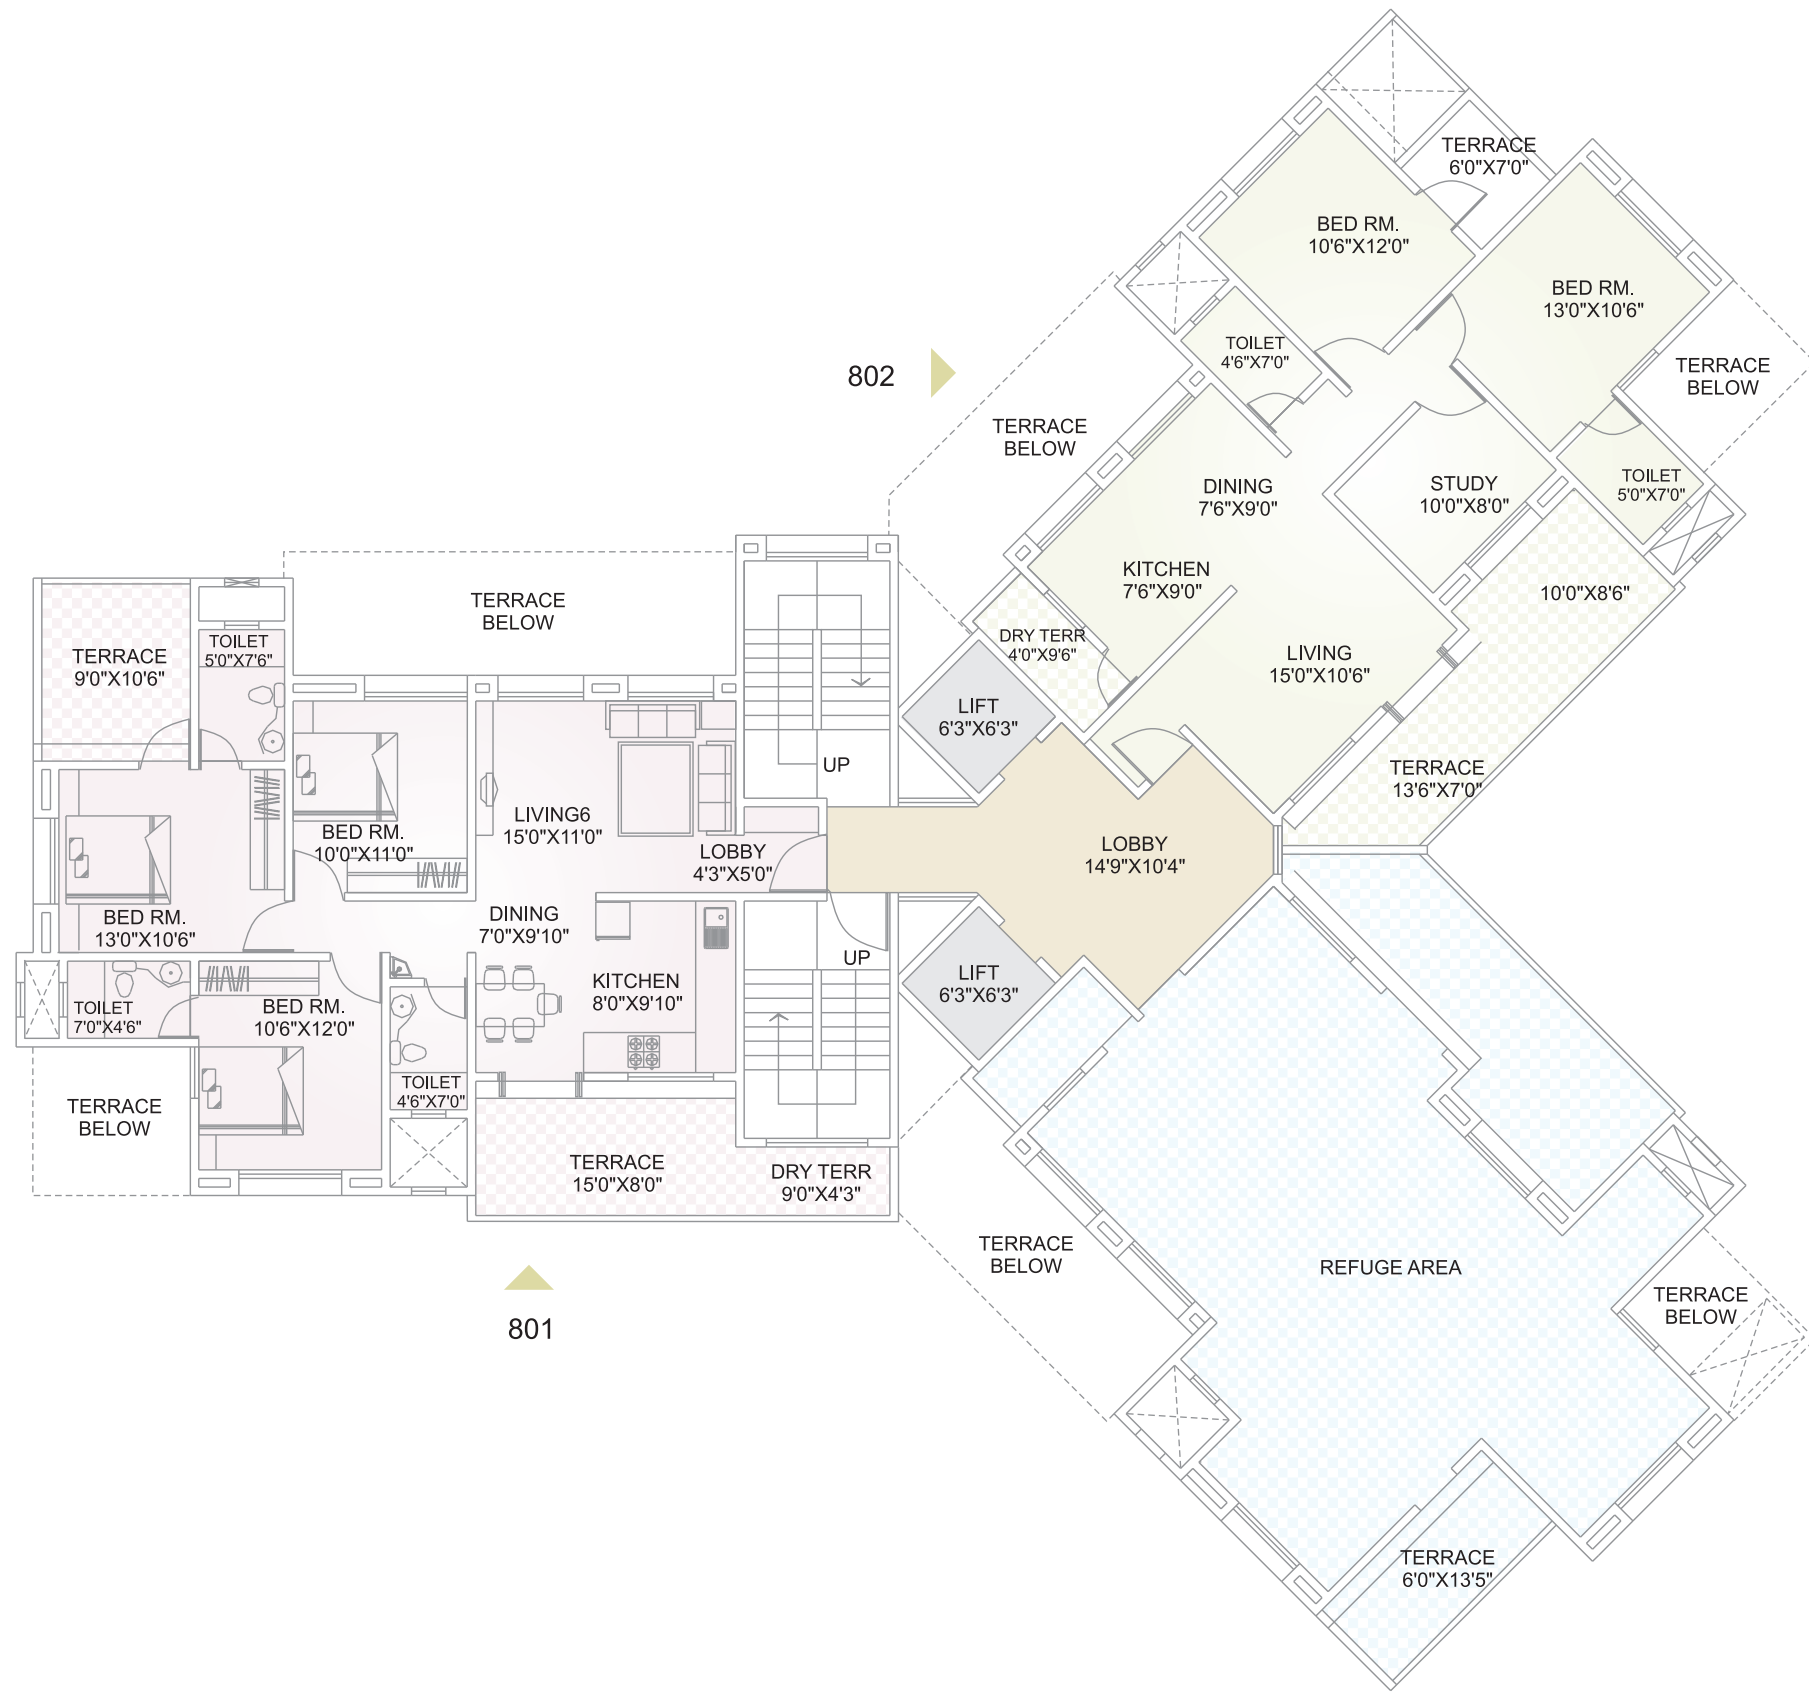 TERRACE
6'0"X7'0"
BED RM.
10'6"X12'0"
BED RM.
13'0"X10'6"
TOILET
4'6"X7'0"
TERRACE
BELOW
802
TERRACE
BELOW
DINING
7'6"X9'0"
STUDY
10'0"X8'0"
TOILET
5'0"X7'0"
KITCHEN
7'6"X9'0"
10'0"X8'6"
DRY TERR
4'0"X9'6"
LIVING
15'0"X10'6"
TERRACE
BELOW
TOILET
5'0"X7'6"
TERRACE
9'0"X10'6"
LIFT
6'3"X6'3"
UP
TERRACE
13'6"X7'0"
LIVING6
15'0"X11'0"
BED RM.
10'0"X11'0"
LOBBY
4'3"X5'0"
LOBBY
14'9"X10'4"
BED RM.
13'0"X10'6"
DINING
7'0"X9'10"
UP
KITCHEN
8'0"X9'10"
LIFT
6'3"X6'3"
TOILET
7'0"X4'6"
BED RM.
10'6"X12'0"
TOILET
4'6"X7'0"
TERRACE
BELOW
TERRACE
15'0"X8'0"
DRY TERR
9'0"X4'3"
TERRACE
BELOW
REFUGE AREA
TERRACE
BELOW
801
TERRACE
6'0"X13'5"